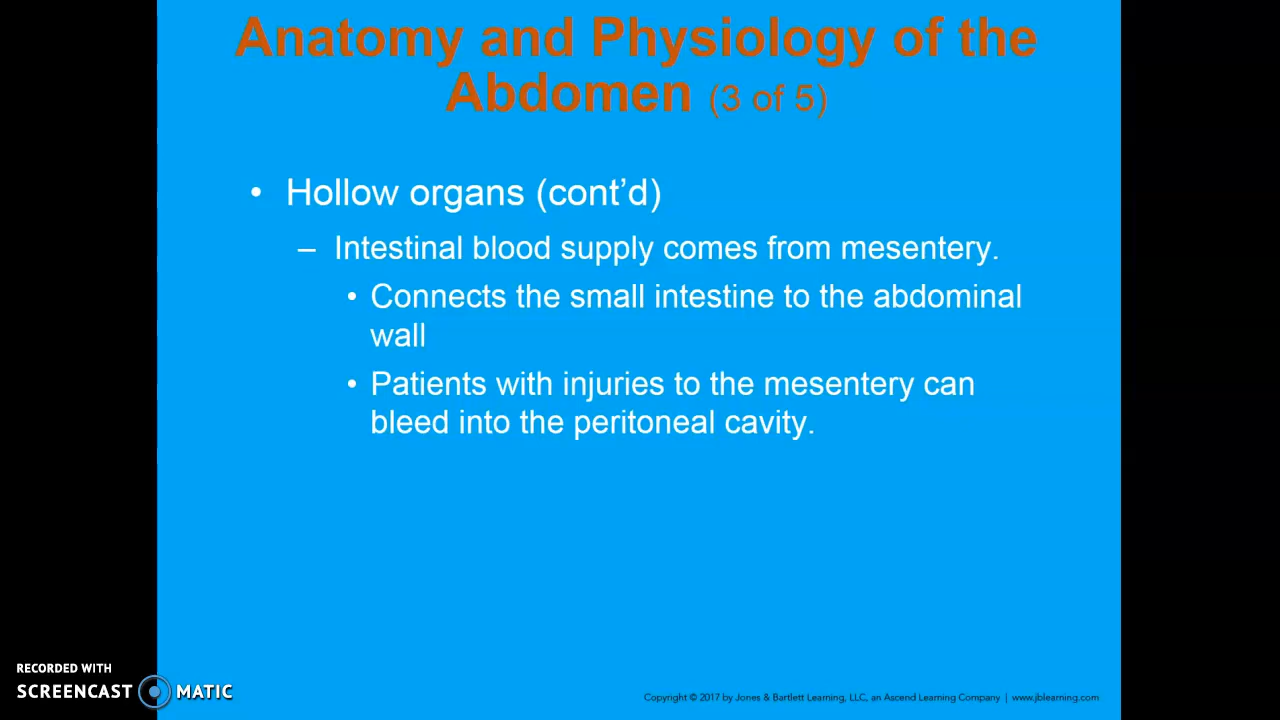 Anatomy and Physiology of the
Abdomen (3 of 5)
• Hollow organs (cont’d)
– Intestinal blood supply comes from mesentery.
• Connects the small intestine to the abdominal
wall
• Patients with injuries to the mesentery can
bleed into the peritoneal cavity.
RECORDED WITH
SCREENCAST MATIC
Copyright © 2017 by Jones & Bartlett Learning, LLC, an Ascend Learning Company | www.jblearning.com